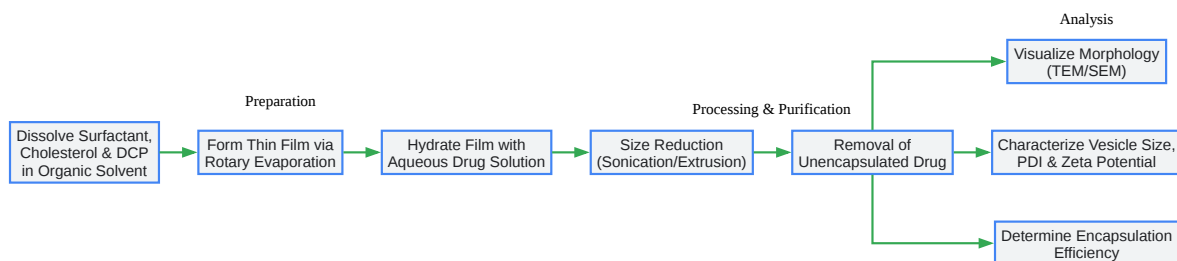 Analysis
Visualize Morphology
(TEM/SEM)
Preparation
Processing & Purification
Dissolve Surfactant,
Cholesterol & DCP
in Organic Solvent
Form Thin Film via
Rotary Evaporation
Hydrate Film with
Aqueous Drug Solution
Size Reduction
(Sonication/Extrusion)
Removal of
Unencapsulated Drug
Characterize Vesicle Size,
PDI & Zeta Potential
Determine Encapsulation
Efficiency